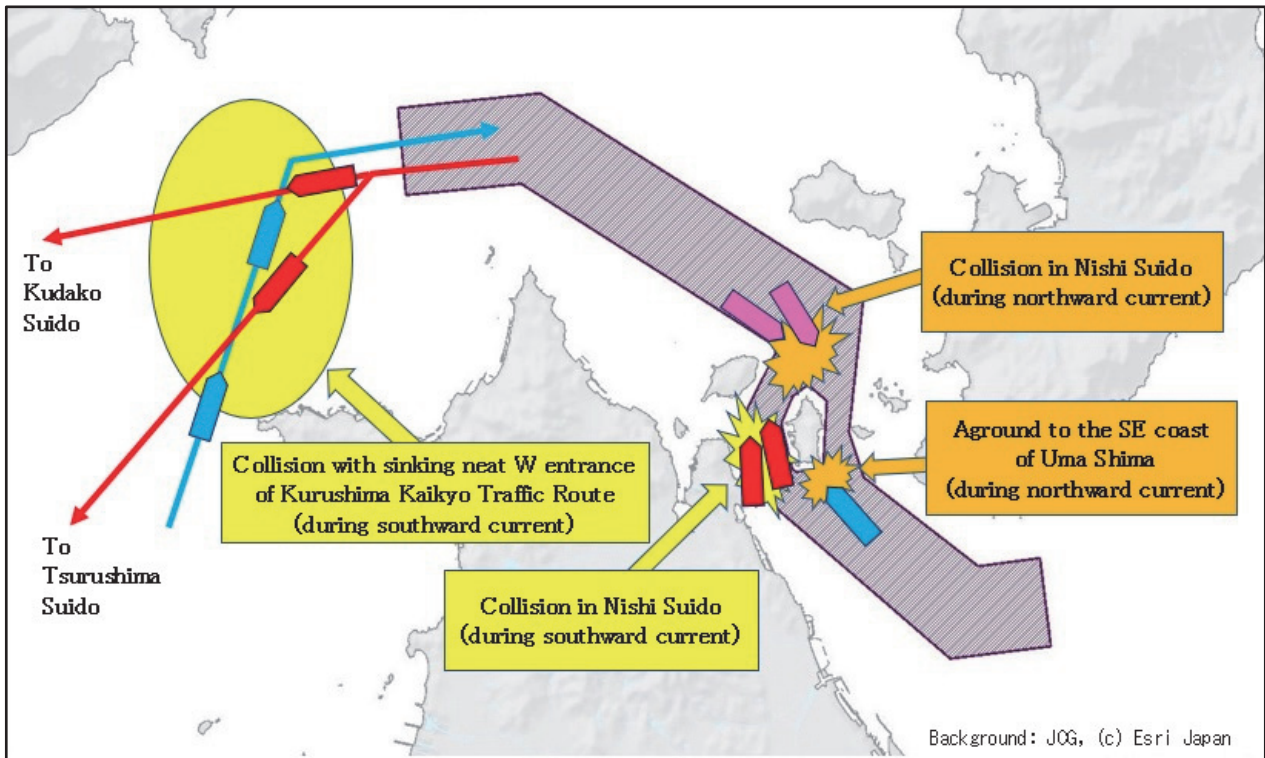 To
Kudako
Suido
To
Tsurushima
Suido
Collision with sinking neat W entrance
of Kurushima Kaikyo Traffic Route
(during southward current)
Collision in Nishi Suido
(during southward current)
Collision in Nishi Suido
(during northward current)
Aground to the SE coast
of Uma Shima
(during northward current)
Background: JCG, (c) Esri Japan